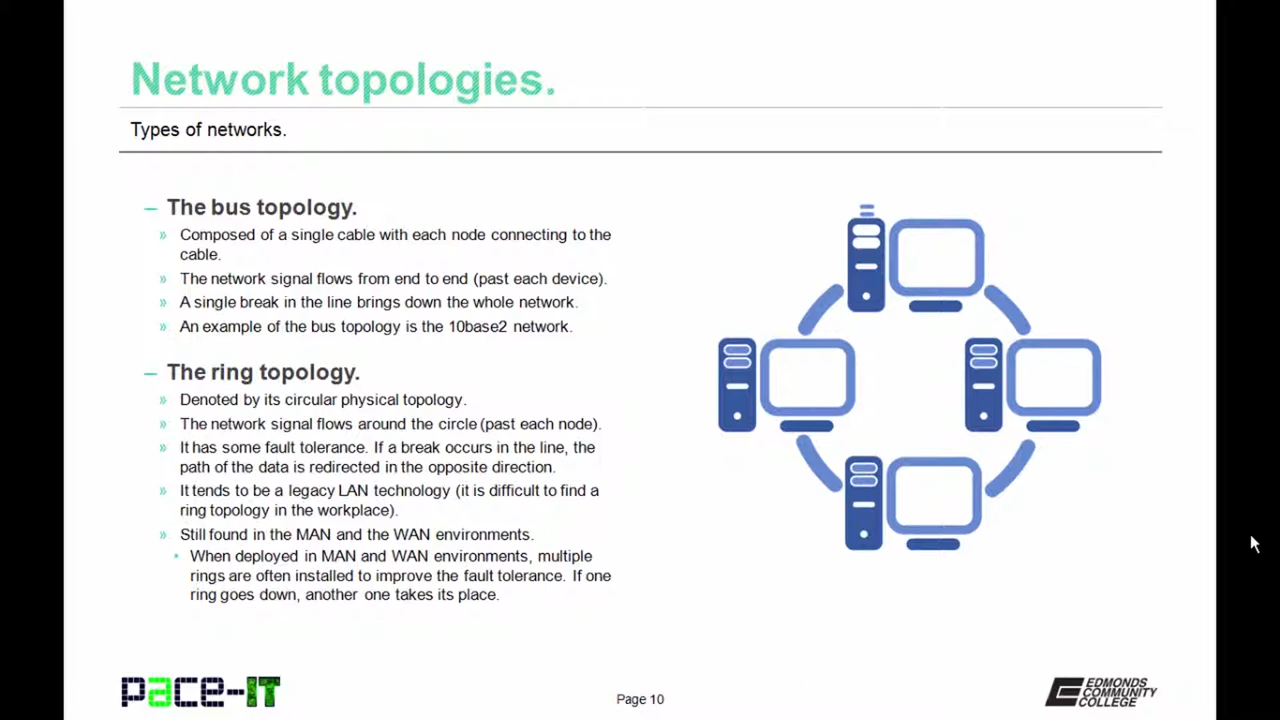 Network topologies.
Types of networks.
– The bus topology.
» Composed of a single cable with each node connecting to the
cable.
» The network signal flows from end to end (past each device).
» A single break in the line brings down the whole network.
» An example of the bus topology is the 10base2 network.
– The ring topology.
» Denoted by its circular physical topology.
» The network signal flows around the circle (past each node).
» It has some fault tolerance. If a break occurs in the line, the
path of the data is redirected in the opposite direction.
» It tends to be a legacy LAN technology (it is difficult to find a
ring topology in the workplace).
» Still found in the MAN and the WAN environments.
• When deployed in MAN and WAN environments, multiple
rings are often installed to improve the fault tolerance. If one
ring goes down, another one takes its place.
pace-IT
Page 10
EDMONDS
COMMUNITY
COLLEGE